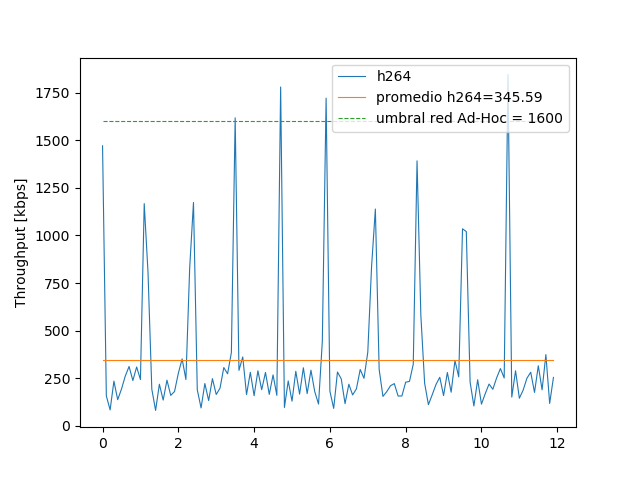 h264
promedio h264=345.59
umbral red Ad-Hoc = 1600
Throughput [kbps]
1750
1500
1250
1000
750
500
250
0
0 2 4 6 8 10 12